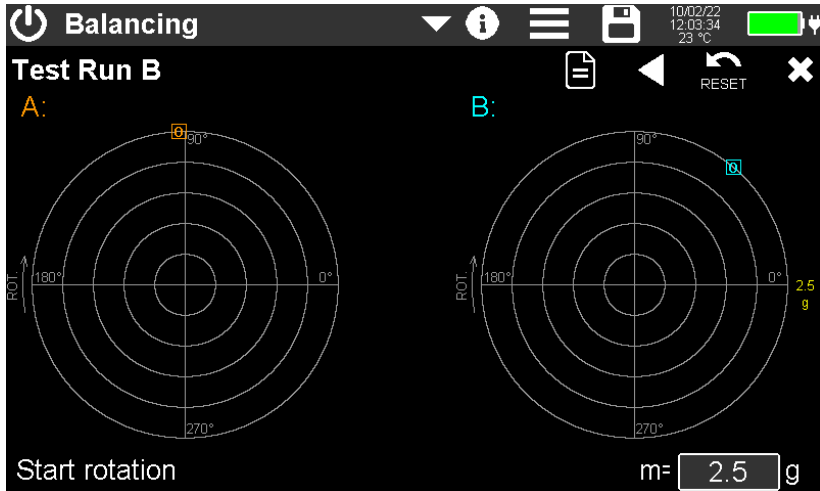 Balancing
i
10/02/22
12:03:34
23 °C
Test Run B
RESET
A:
B:
0
90°
180°
0°
270°
ROT.
0
90°
180°
0°
270°
ROT.
2.5
g
Start rotation
m= 2.5 g